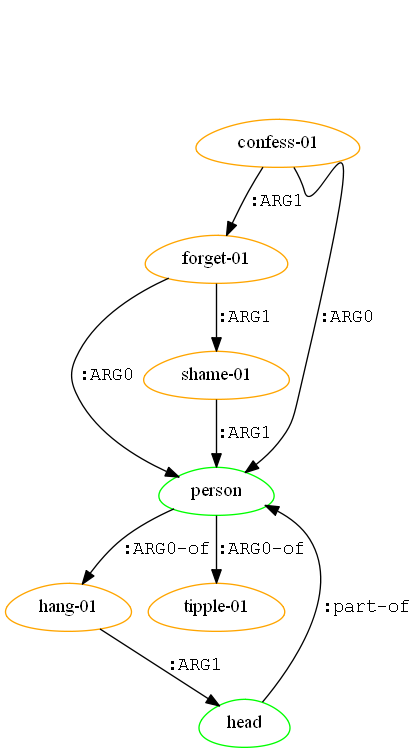 confess-01
:ARG1
forget-01
:ARG0
:ARG0
:ARG1
shame-01
:ARG1
person
:ARG0-of
:ARG0-of
hang-01
tipple-01
:part-of
:ARG1
head